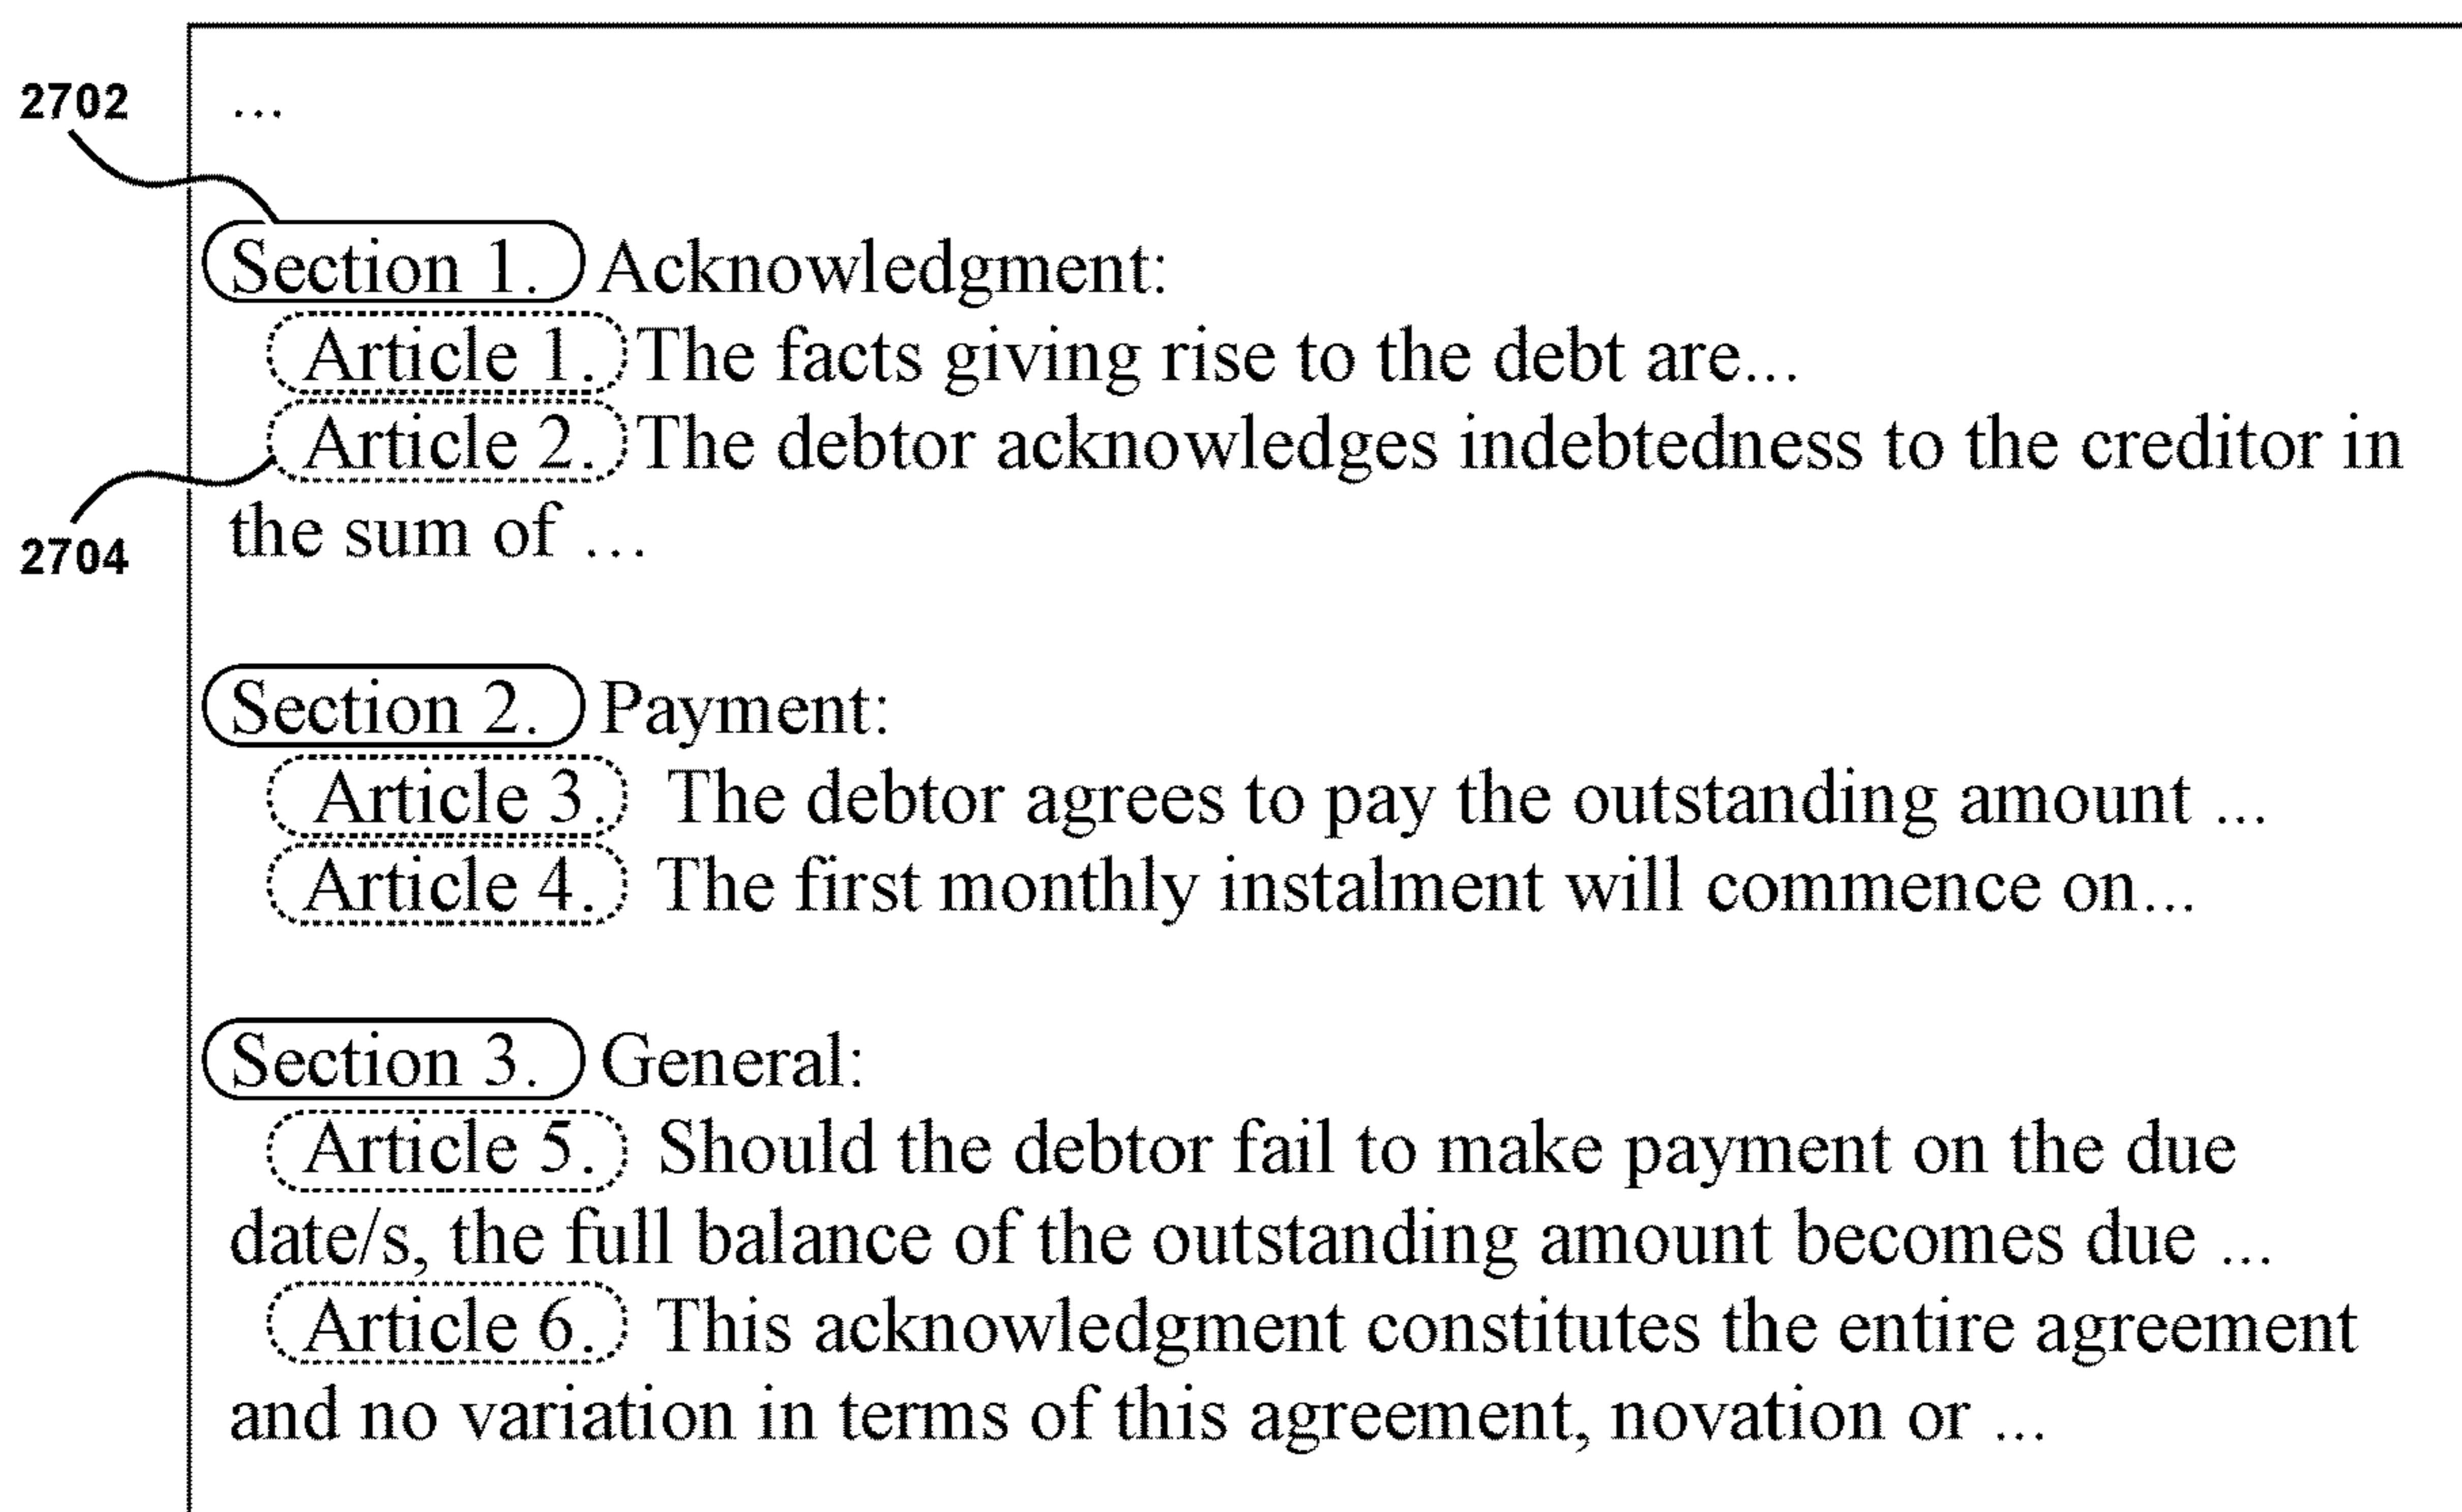 2702
...
Section 1. Acknowledgment:
Article 1. The facts giving rise to the debt are...
Article 2. The debtor acknowledges indebtedness to the creditor in
the sum of ...
2704
Section 2. Payment:
Article 3. The debtor agrees to pay the outstanding amount ...
Article 4. The first monthly instalment will commence on...
Section 3. General:
Article 5. Should the debtor fail to make payment on the due
date/s, the full balance of the outstanding amount becomes due ...
Article 6. This acknowledgment constitutes the entire agreement
and no variation in terms of this agreement, novation or ...